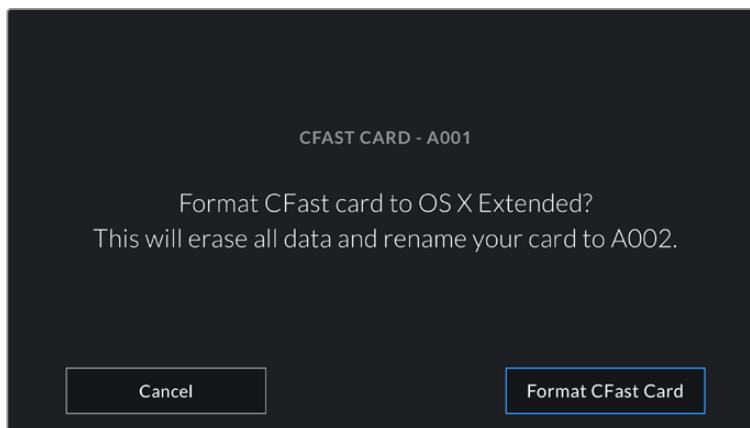 CFAST CARD - A001
Format CFast card to OS X Extended?
This will erase all data and rename your card to A002.
Cancel
Format CFast Card